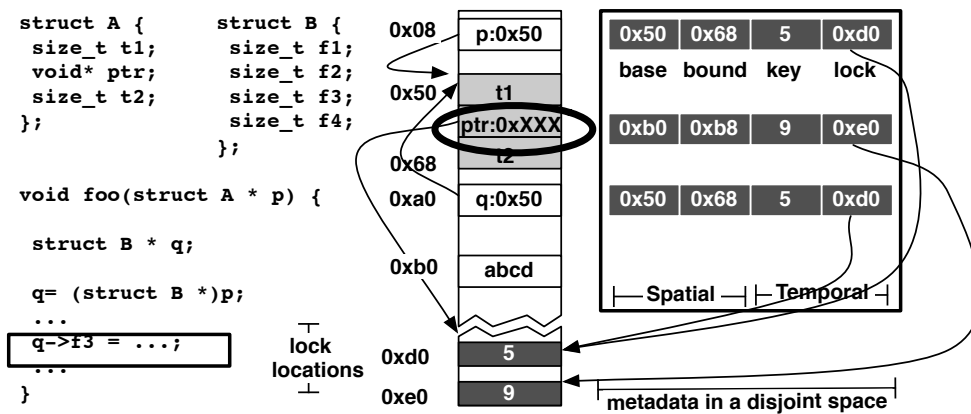 struct A {
size_t t1;
void* ptr;
size_t t2;
};
struct B {
size_t f1;
size_t f2;
size_t f3;
size_t f4;
};
void foo(struct A * p) {
struct B * q;
q= (struct B *)p;
...
q->f3 = ...;
...
}
lock
locations
0x08
p:0x50
0x50
t1
ptr:0xXXX
t2
0x68
0xa0
q:0x50
0xb0
abcd
0xd0
5
0xe0
9
0x50 0x68 5 0xd0
base bound key lock
0xb0 0xb8 9 0xe0
0x50 0x68 5 0xd0
Spatial Temporal
metadata in a disjoint space